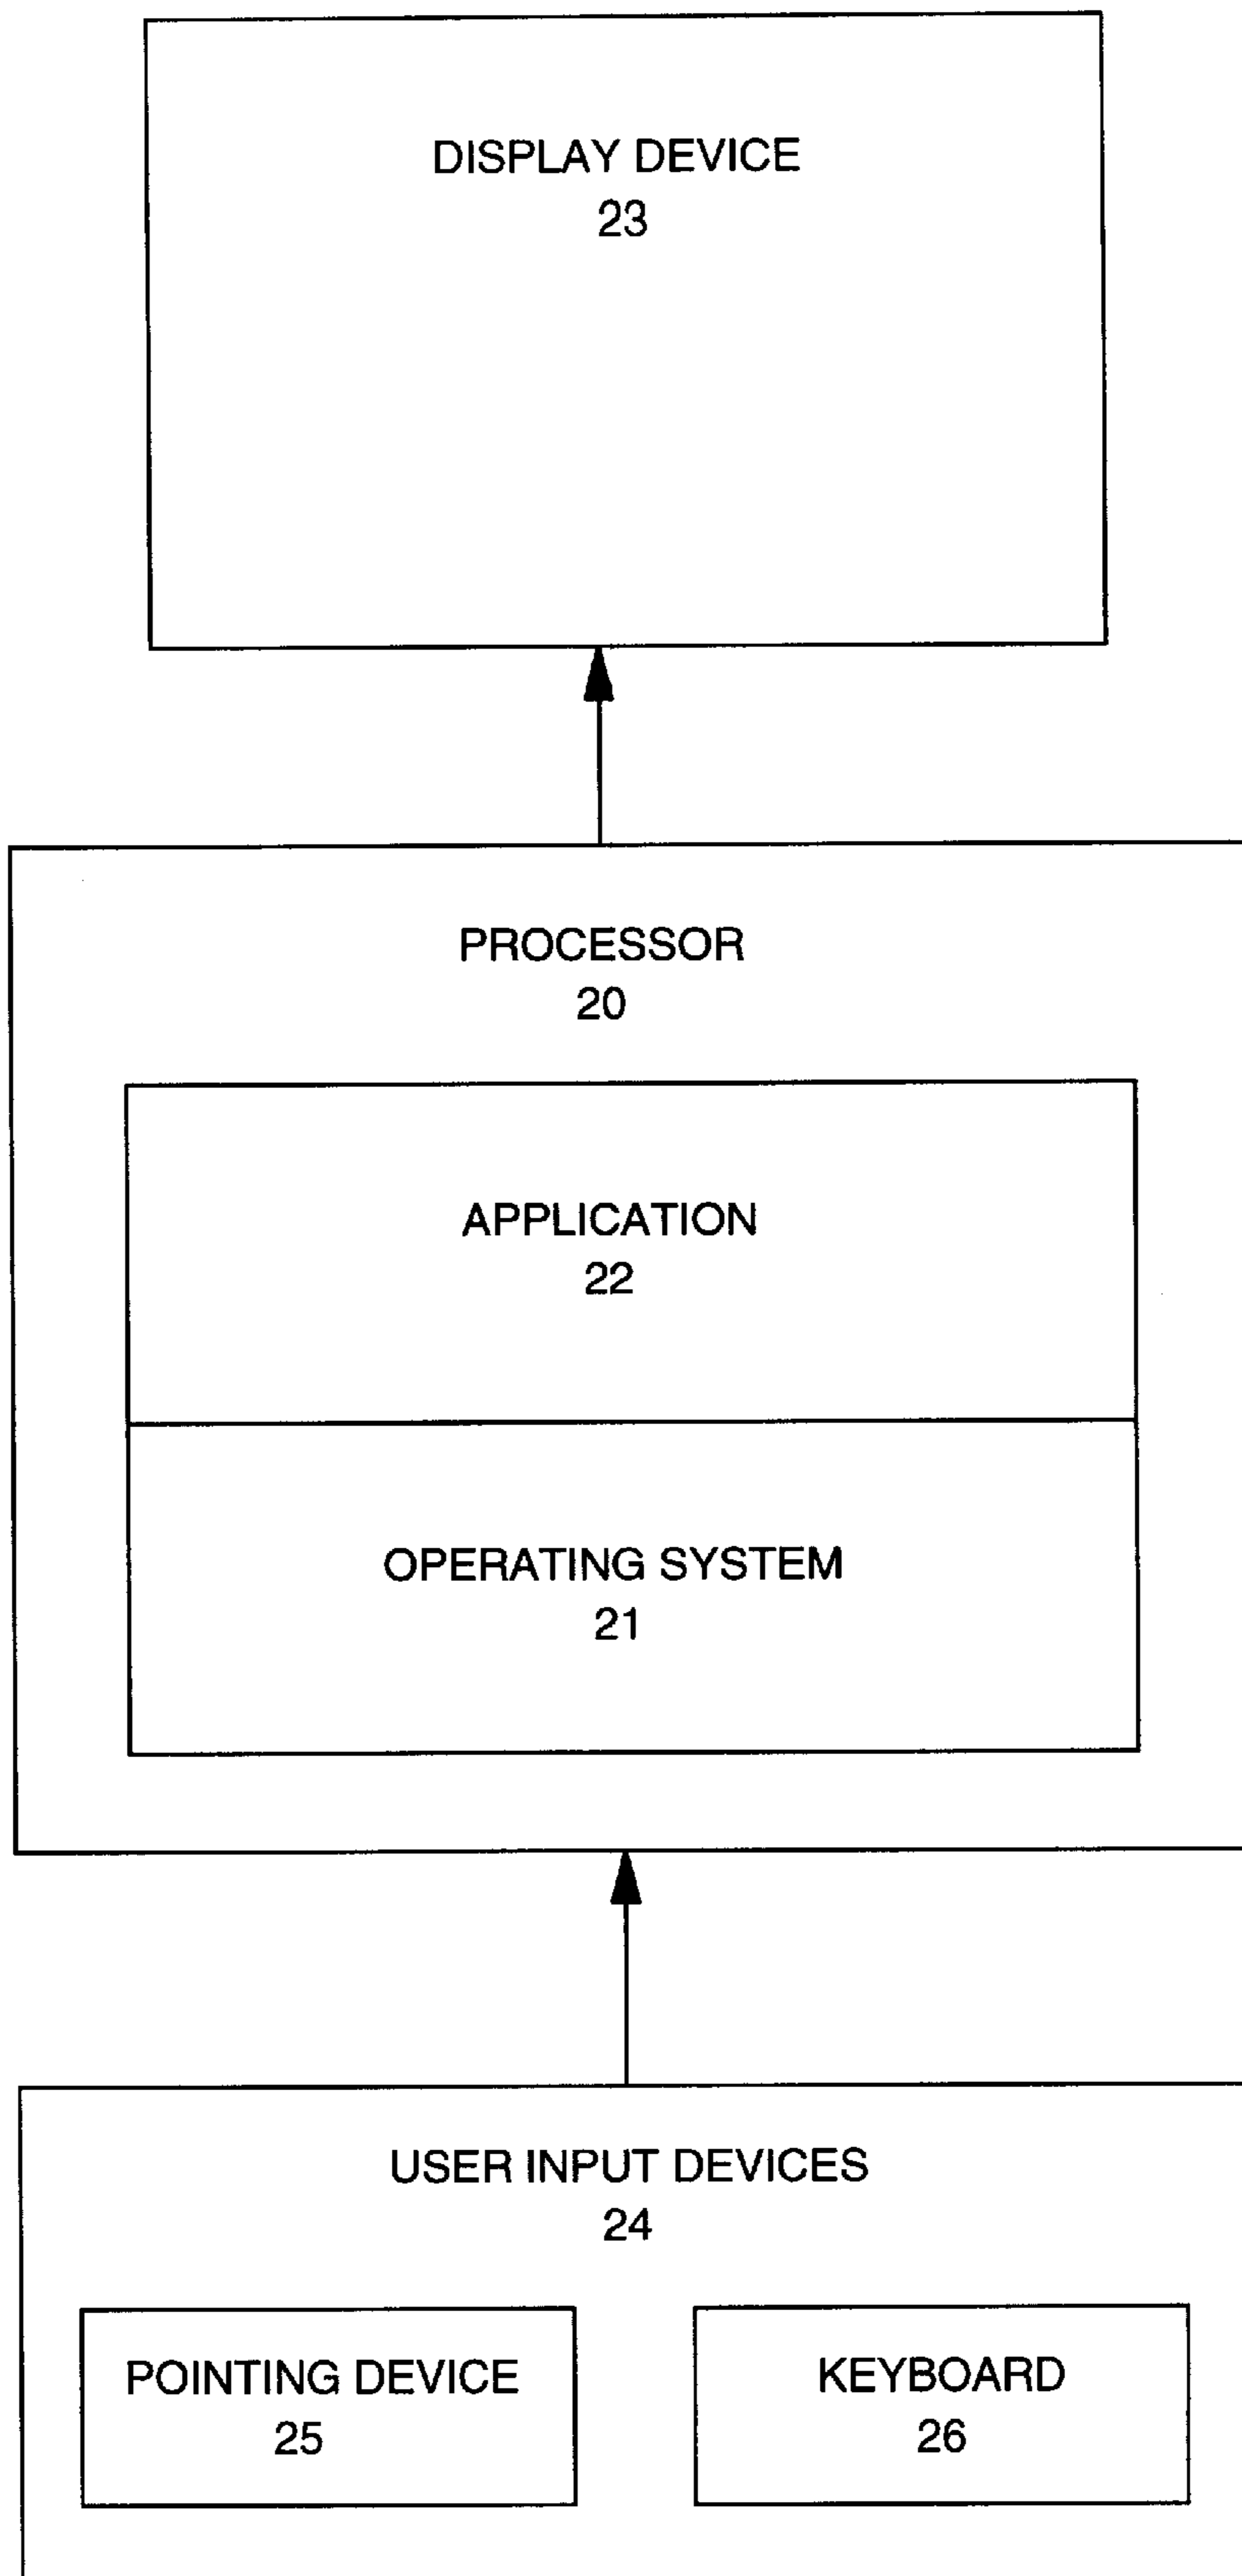 DISPLAY DEVICE
23
PROCESSOR
20
APPLICATION
22
OPERATING SYSTEM
21
USER INPUT DEVICES
24
POINTING DEVICE
25
KEYBOARD
26